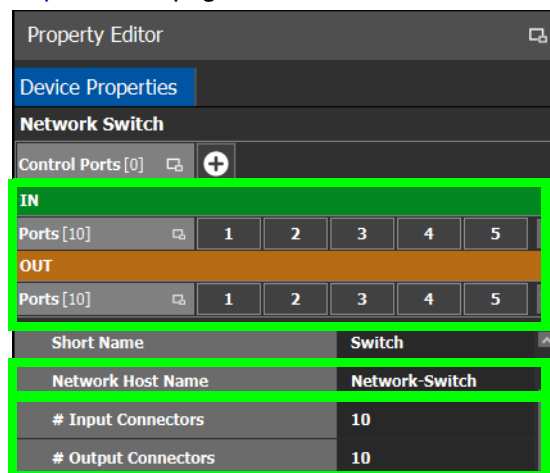 Property Editor
Device Properties
Network Switch
Control Ports [0]
IN
Ports [10] 1 2 3 4 5
OUT
Ports [10] 1 2 3 4 5
Short Name Switch
Network Host Name Network-Switch
# Input Connectors 10
# Output Connectors 10